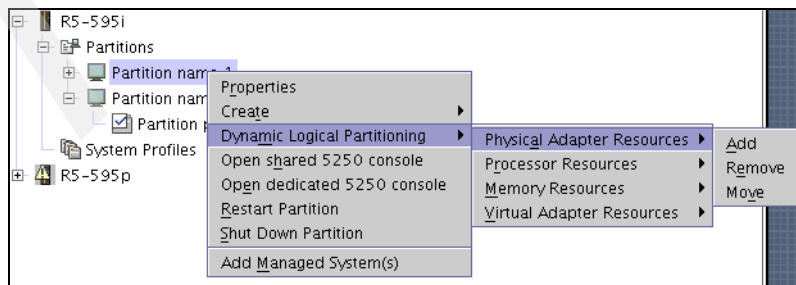 R5-595i
Partitions
Partition name 1
Partition nam
Partition p
System Profiles
R5-595p
Properties
Create
Dynamic Logical Partitioning
Open shared 5250 console
Open dedicated 5250 console
Restart Partition
Shut Down Partition
Add Managed System(s)
Physical Adapter Resources
Processor Resources
Memory Resources
Virtual Adapter Resources
Add
Remove
Move